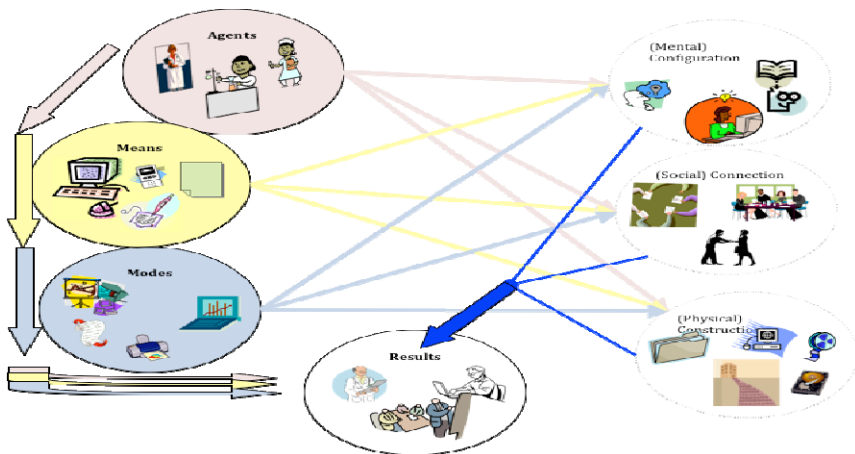 Agents
Means
Modes
Results
(Mental)
Configuration
(Social) Connection
(Physical)
Construction